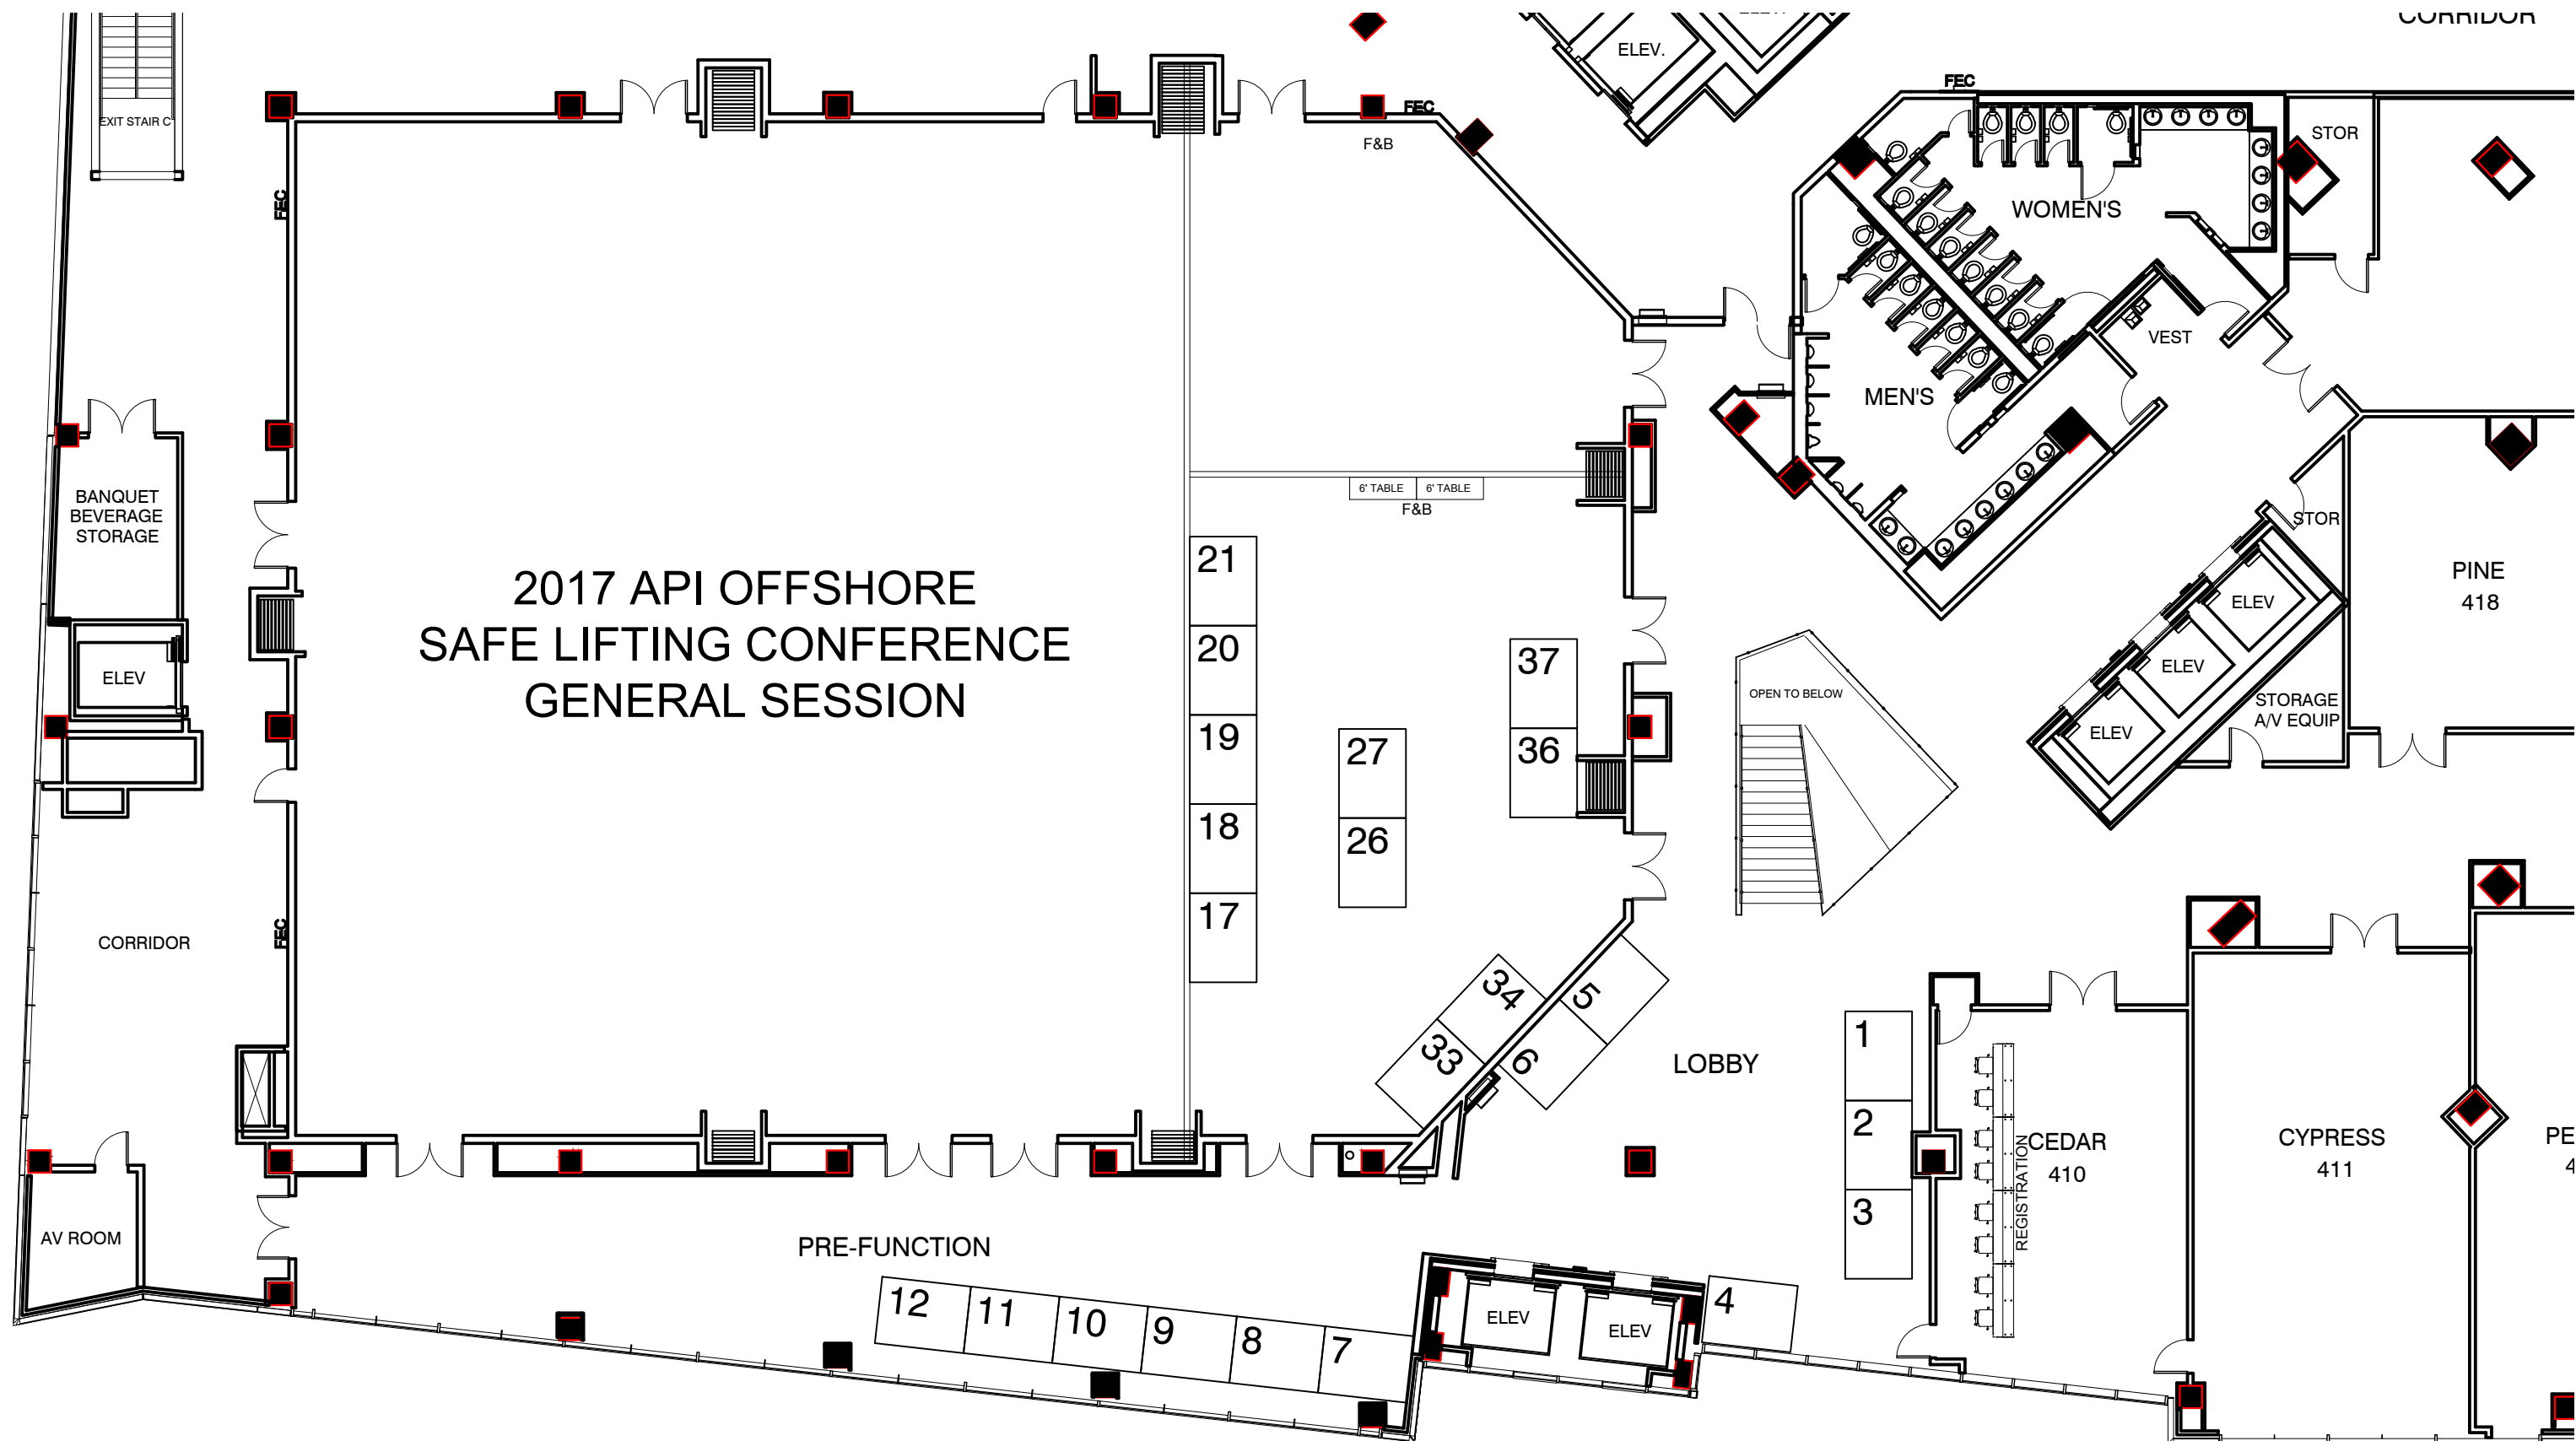 CORRIDOR
ELEV.
FEC
FEC
EXIT STAIR C
F&B
STOR
FEC
WOMEN'S
VEST
MEN'S
BANQUET
BEVERAGE
STORAGE
6' TABLE
6' TABLE
F&B
STOR
2017 API OFFSHORE
SAFE LIFTING CONFERENCE
GENERAL SESSION
21
20
19
18
17
37
36
27
26
PINE
418
ELEV
ELEV
ELEV
ELEV
OPEN TO BELOW
STORAGE
A/V EQUIP
CORRIDOR
FEC
34
33
5
6
LOBBY
1
2
3
REGISTRATION
CEDAR
410
CYPRESS
411
PE
4
AV ROOM
PRE-FUNCTION
12
11
10
9
8
7
ELEV
ELEV
4